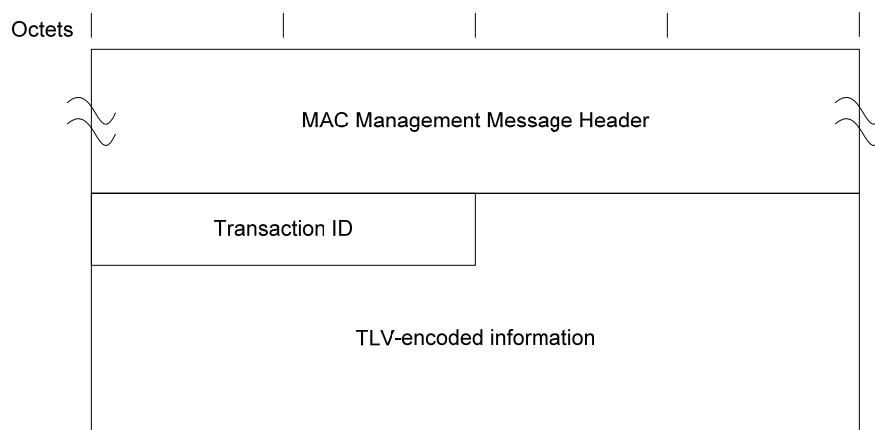 Octets
MAC Management Message Header
Transaction ID
TLV-encoded information